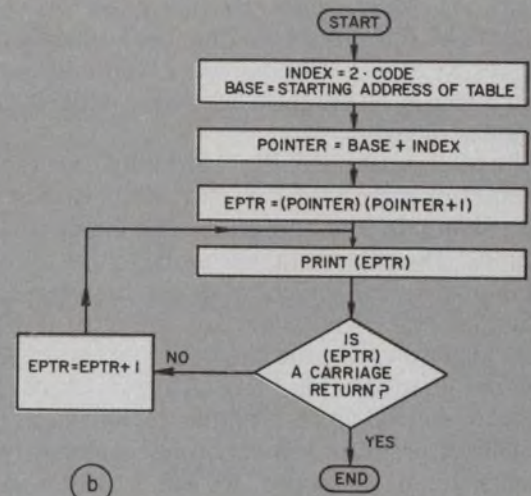 START
INDEX = 2 · CODE
BASE = STARTING ADDRESS OF TABLE
POINTER = BASE + INDEX
EPTR = (POINTER) (POINTER+1)
PRINT (EPTR)
IS
(EPTR)
A CARRIAGE
RETURN?
NO
EPTR=EPTR+1
YES
END
b